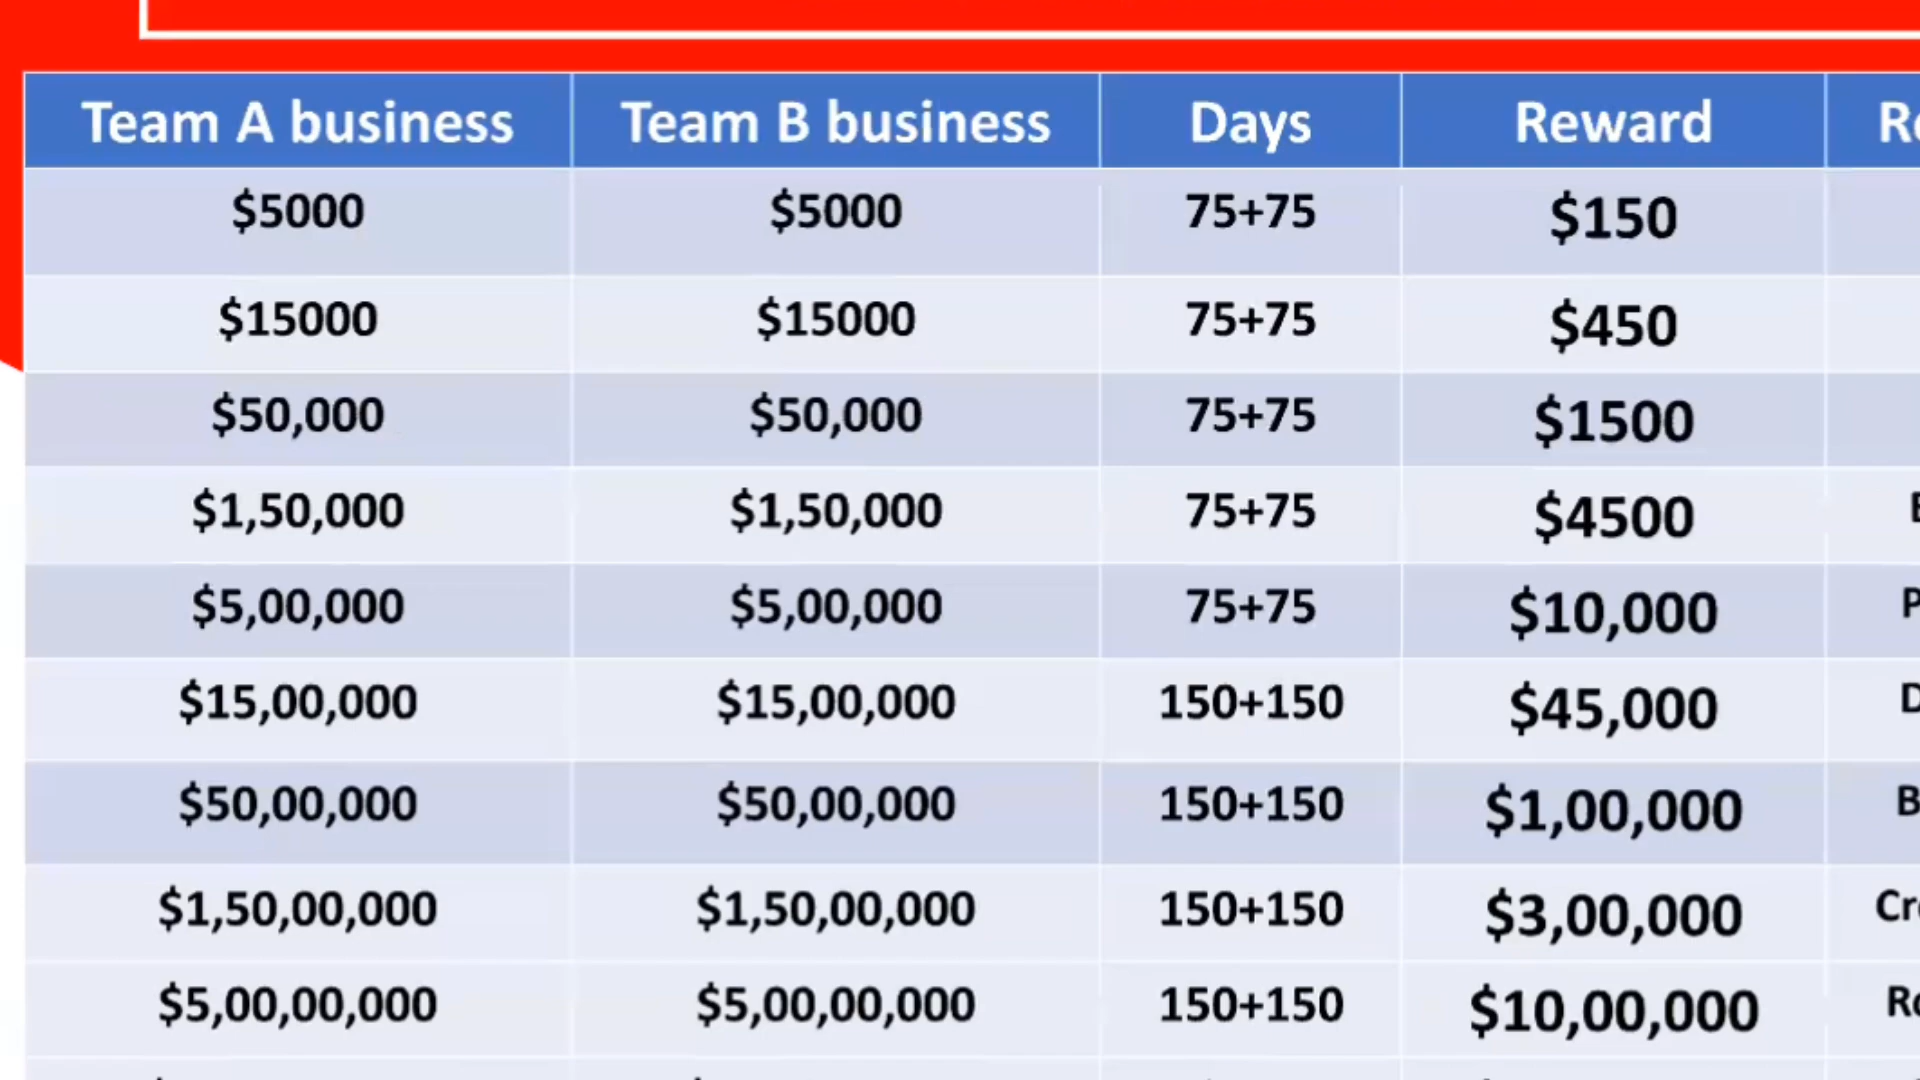 Team A business Team B business Days Reward
$5000 $5000 75+75 $150
$15000 $15000 75+75 $450
$50,000 $50,000 75+75 $1500
$1,50,000 $1,50,000 75+75 $4500
$5,00,000 $5,00,000 75+75 $10,000
$15,00,000 $15,00,000 150+150 $45,000
$50,00,000 $50,00,000 150+150 $1,00,000
$1,50,00,000 $1,50,00,000 150+150 $3,00,000
$5,00,00,000 $5,00,00,000 150+150 $10,00,000